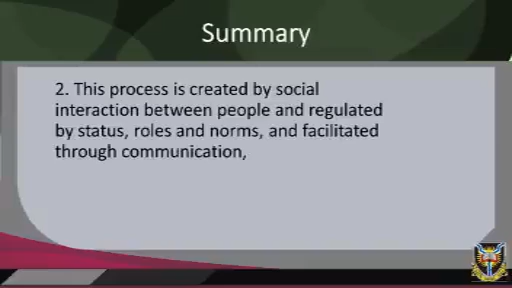 Summary
2. This process is created by social
interaction between people and regulated
by status, roles and norms, and facilitated
through communication,